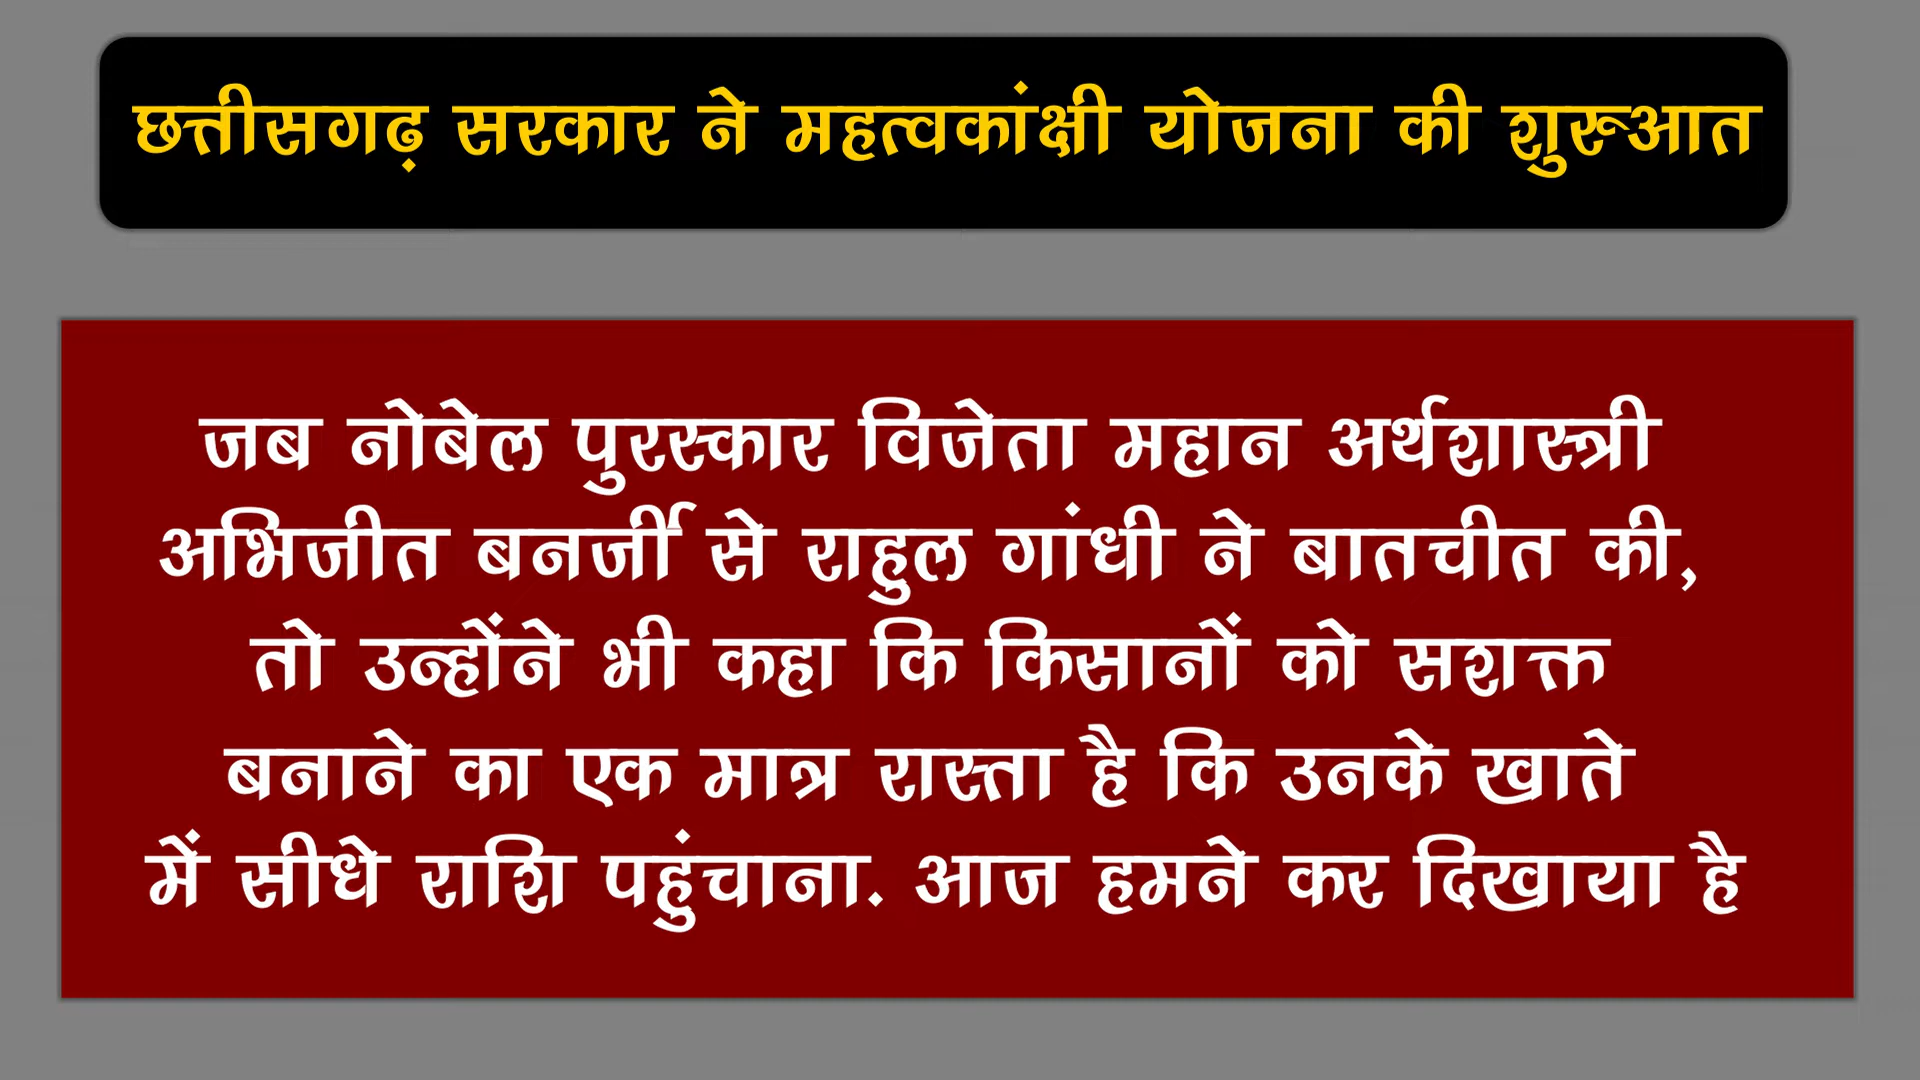 छत्तीसगढ़ सरकार ने महत्वकांक्षी योजना की शुरूआत
जब नोबेल पुरस्कार विजेता महान अर्थशास्त्री
अभिजीत बनर्जी से राहुल गांधी ने बातचीत की,
तो उन्होंने भी कहा कि किसानों को सशक्त
बनाने का एक मात्र रास्ता है कि उनके खाते
में सीधे राशि पहुंचाना. आज हमने कर दिखाया है